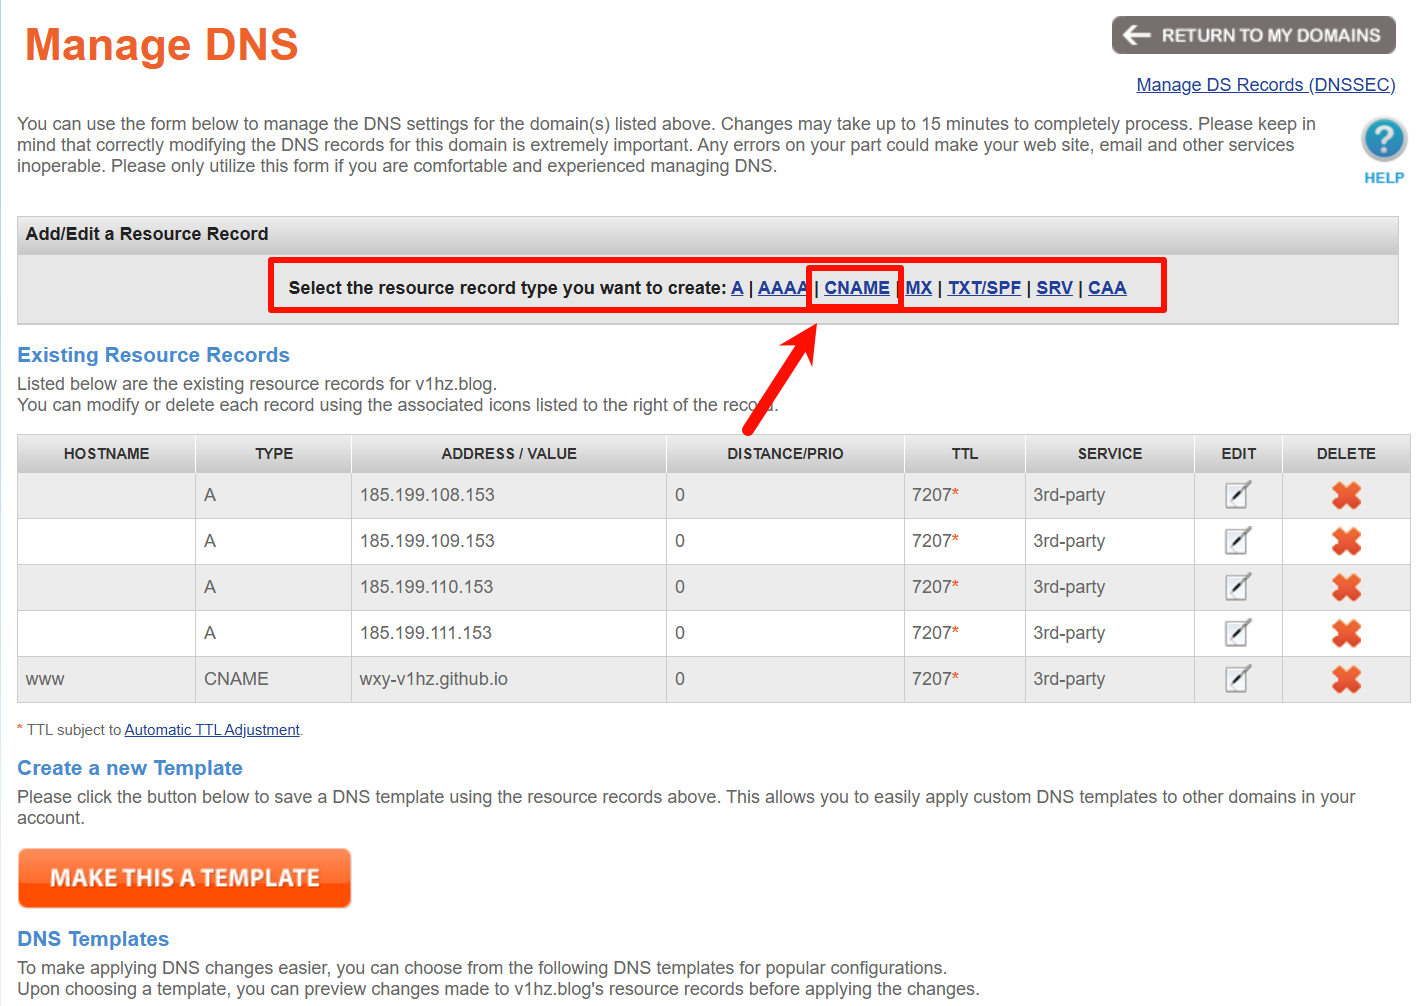 Manage DNS
RETURN TO MY DOMAINS
Manage DS Records (DNSSEC)
You can use the form below to manage the DNS settings for the domain(s) listed above. Changes may take up to 15 minutes to completely process. Please keep in
mind that correctly modifying the DNS records for this domain is extremely important. Any errors on your part could make your web site, email and other services
inoperable. Please only utilize this form if you are comfortable and experienced managing DNS.
?
HELP
Add/Edit a Resource Record
Select the resource record type you want to create: A | AAAA | CNAME | MX | TXT/SPF | SRV | CAA
Existing Resource Records
Listed below are the existing resource records for v1hz.blog.
You can modify or delete each record using the associated icons listed to the right of the record.
HOSTNAME TYPE ADDRESS / VALUE DISTANCE/PRIO TTL SERVICE EDIT DELETE
A 185.199.108.153 0 7207* 3rd-party
A 185.199.109.153 0 7207* 3rd-party
A 185.199.110.153 0 7207* 3rd-party
A 185.199.111.153 0 7207* 3rd-party
www CNAME wxy-v1hz.github.io 0 7207* 3rd-party
* TTL subject to Automatic TTL Adjustment.
Create a new Template
Please click the button below to save a DNS template using the resource records above. This allows you to easily apply custom DNS templates to other domains in your
account.
MAKE THIS A TEMPLATE
DNS Templates
To make applying DNS changes easier, you can choose from the following DNS templates for popular configurations.
Upon choosing a template, you can preview changes made to v1hz.blog's resource records before applying the changes.